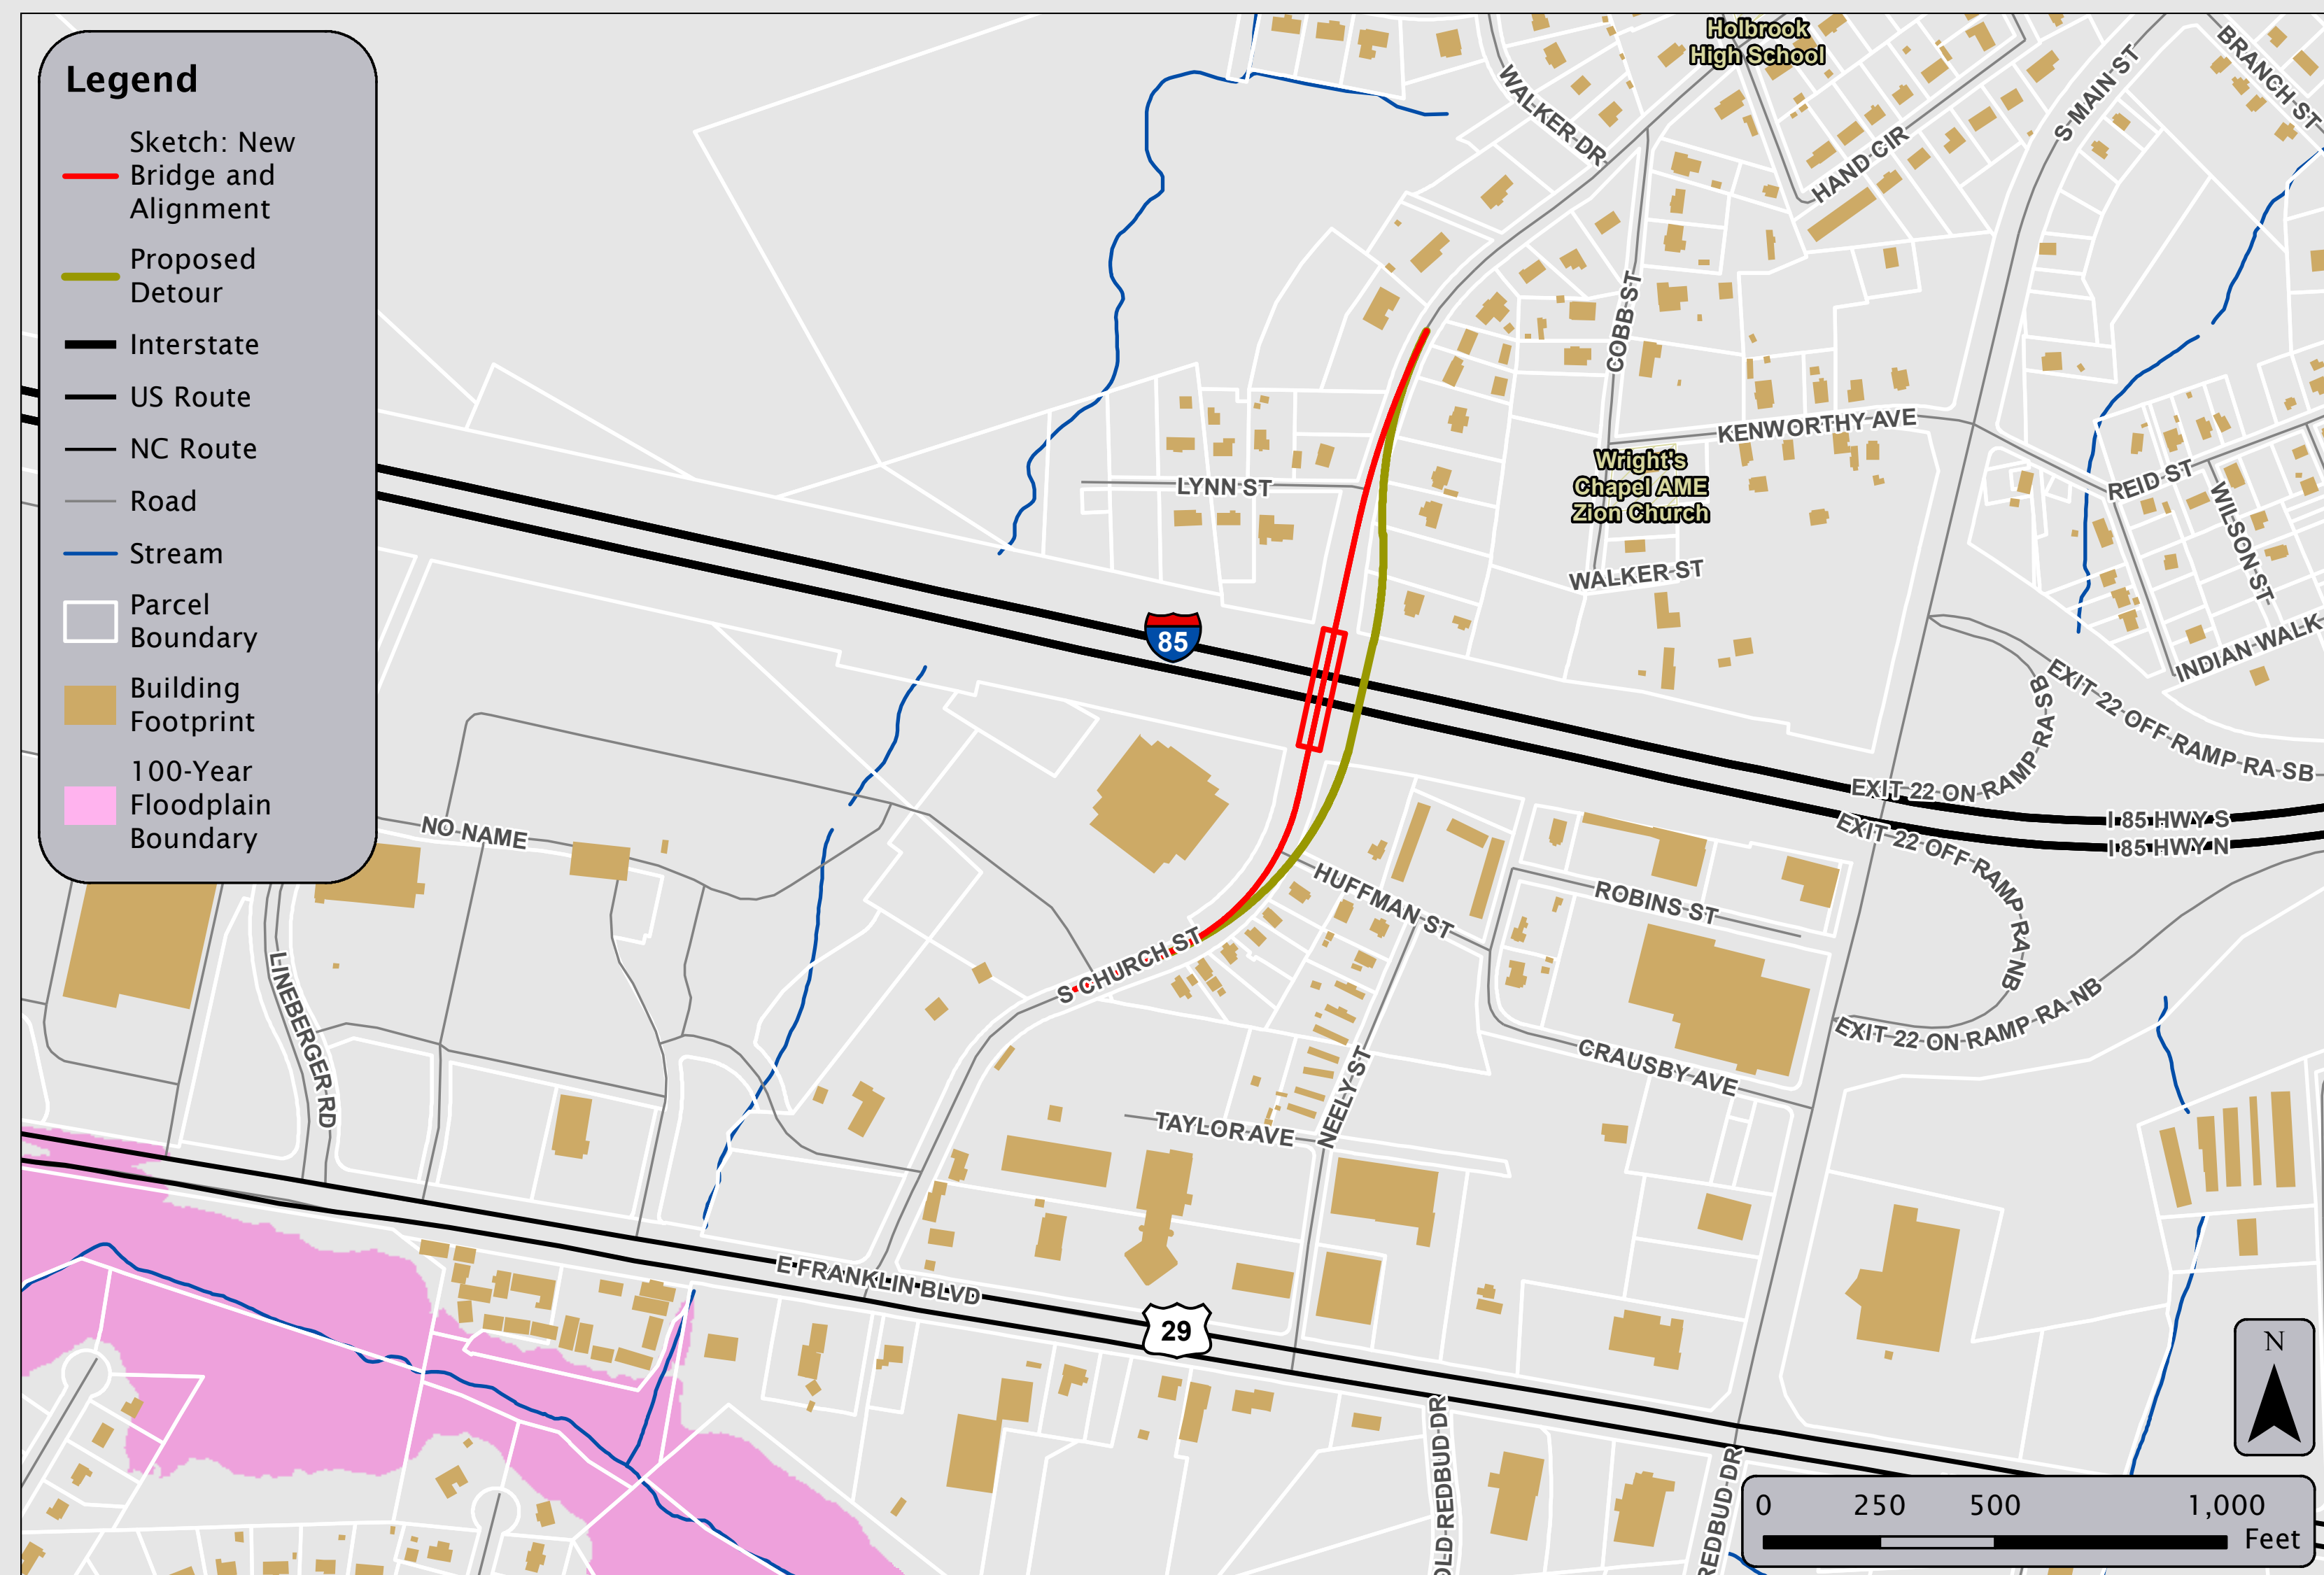 Legend
Sketch: New
Bridge and
Alignment
Proposed
Detour
Interstate
US Route
NC Route
Road
Stream
Parcel
Boundary
Building
Footprint
100-Year
Floodplain
Boundary
Holbrook
High School
WALKER DR
HAND CIR
S MAIN ST
BRANCH ST
COBB ST
KENWORTHY AVE
Wright's
Chapel AME
Zion Church
REID ST
WILSON ST
LYNN ST
WALKER ST
INDIAN WALK
85
EXIT 22 OFF RAMP RA SB
EXIT 22 ON RAMP RA SB
I 85 HWY S
I 85 HWY N
EXIT 22 OFF RAMP RA NB
EXIT 22 ON RAMP RA NB
NO NAME
HUFFMAN ST
ROBINS ST
S CHURCH ST
LINEBERGER RD
CRAUSBY AVE
TAYLOR AVE
NEELY ST
E FRANKLIN BLVD
29
OLD REDBUD DR
REDBUD DR
N
0 250 500 1,000
Feet